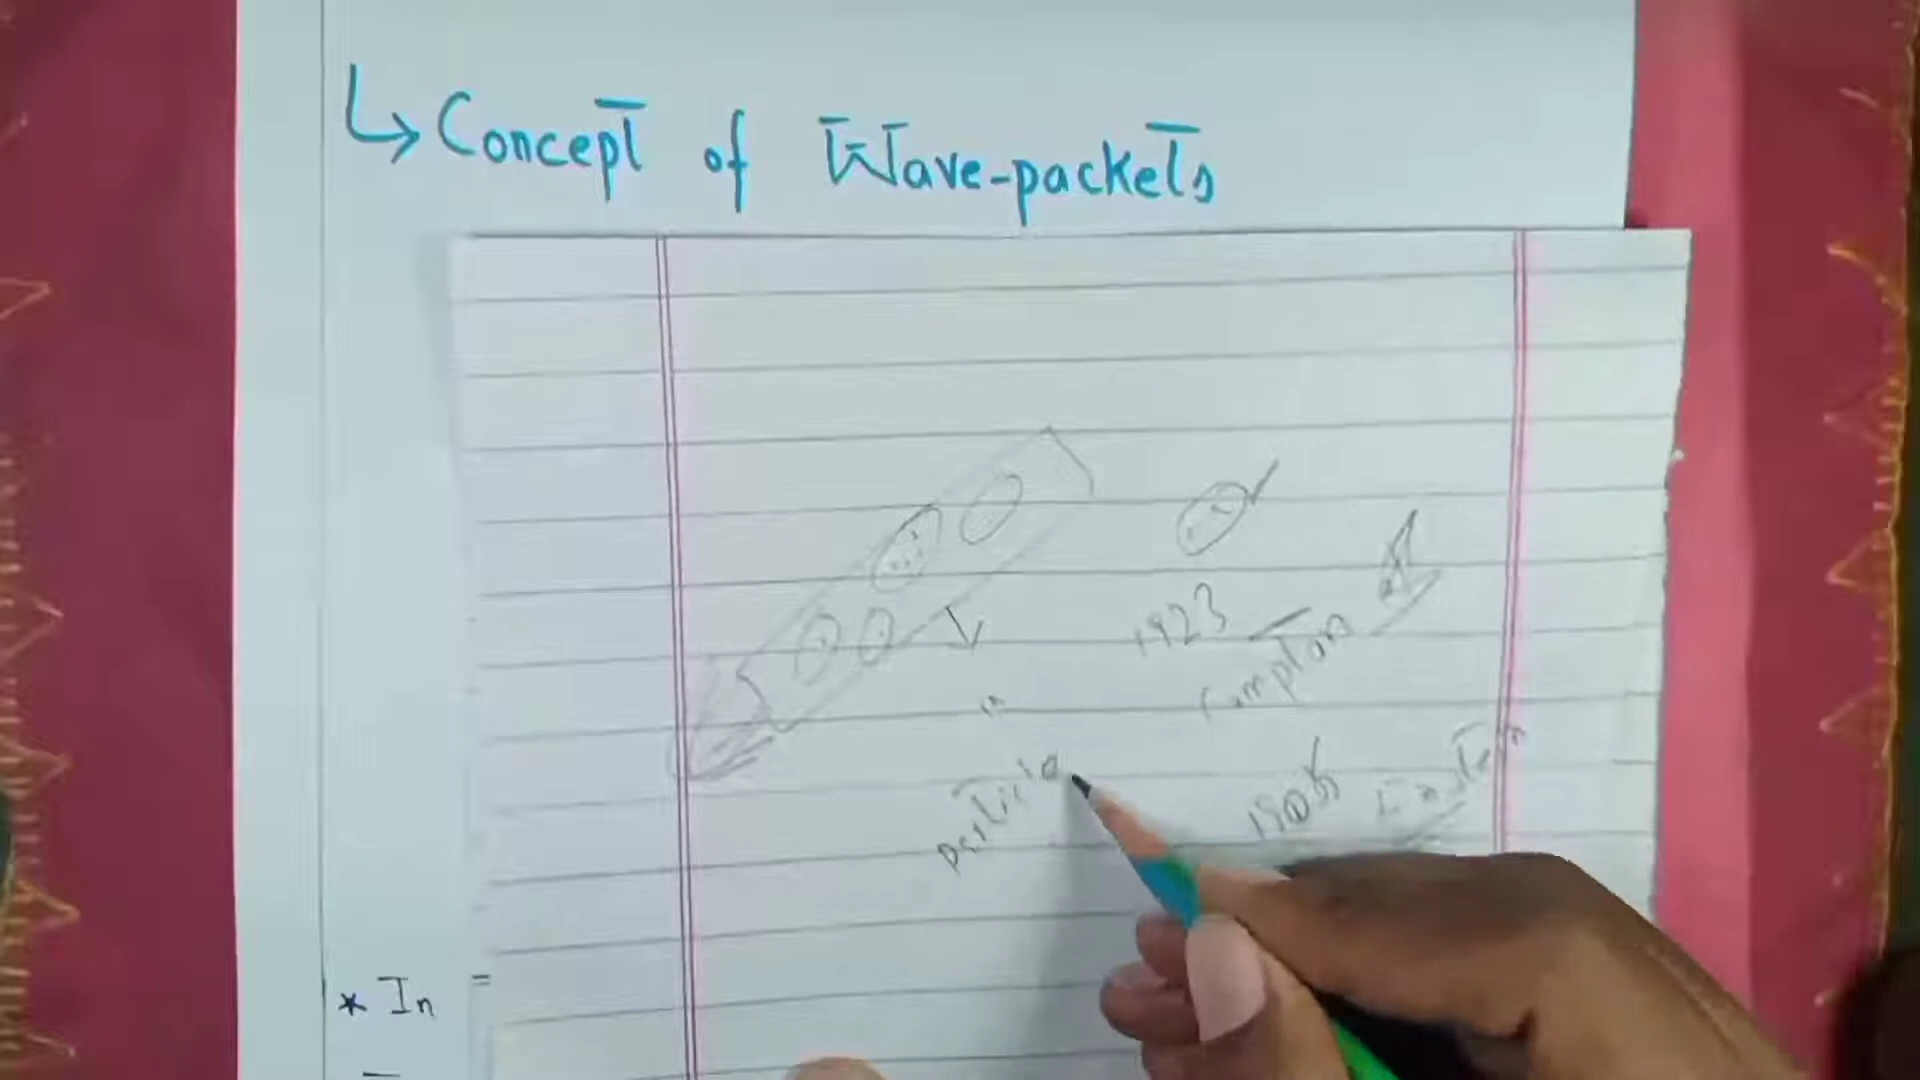 Concept of Wave-packets
1923
Compton
Einstein
particle
* In